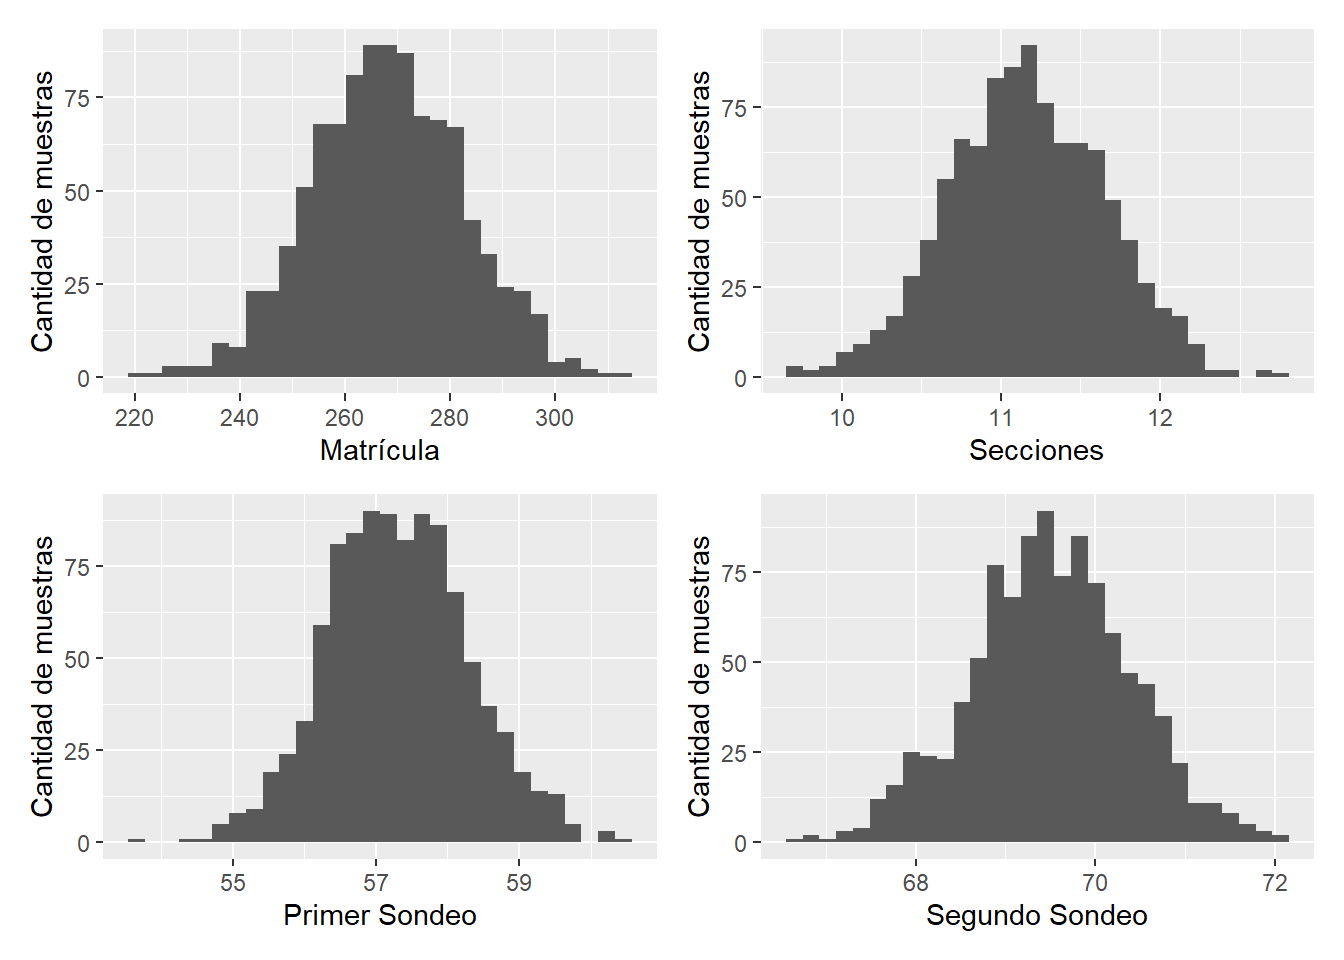 Cantidad de muestras
75
50
25
0
220 240 260 280 300
Matrícula
Cantidad de muestras
75
50
25
0
10 11 12
Secciones
Cantidad de muestras
75
50
25
0
55 57 59
Primer Sondeo
Cantidad de muestras
75
50
25
0
68 70 72
Segundo Sondeo